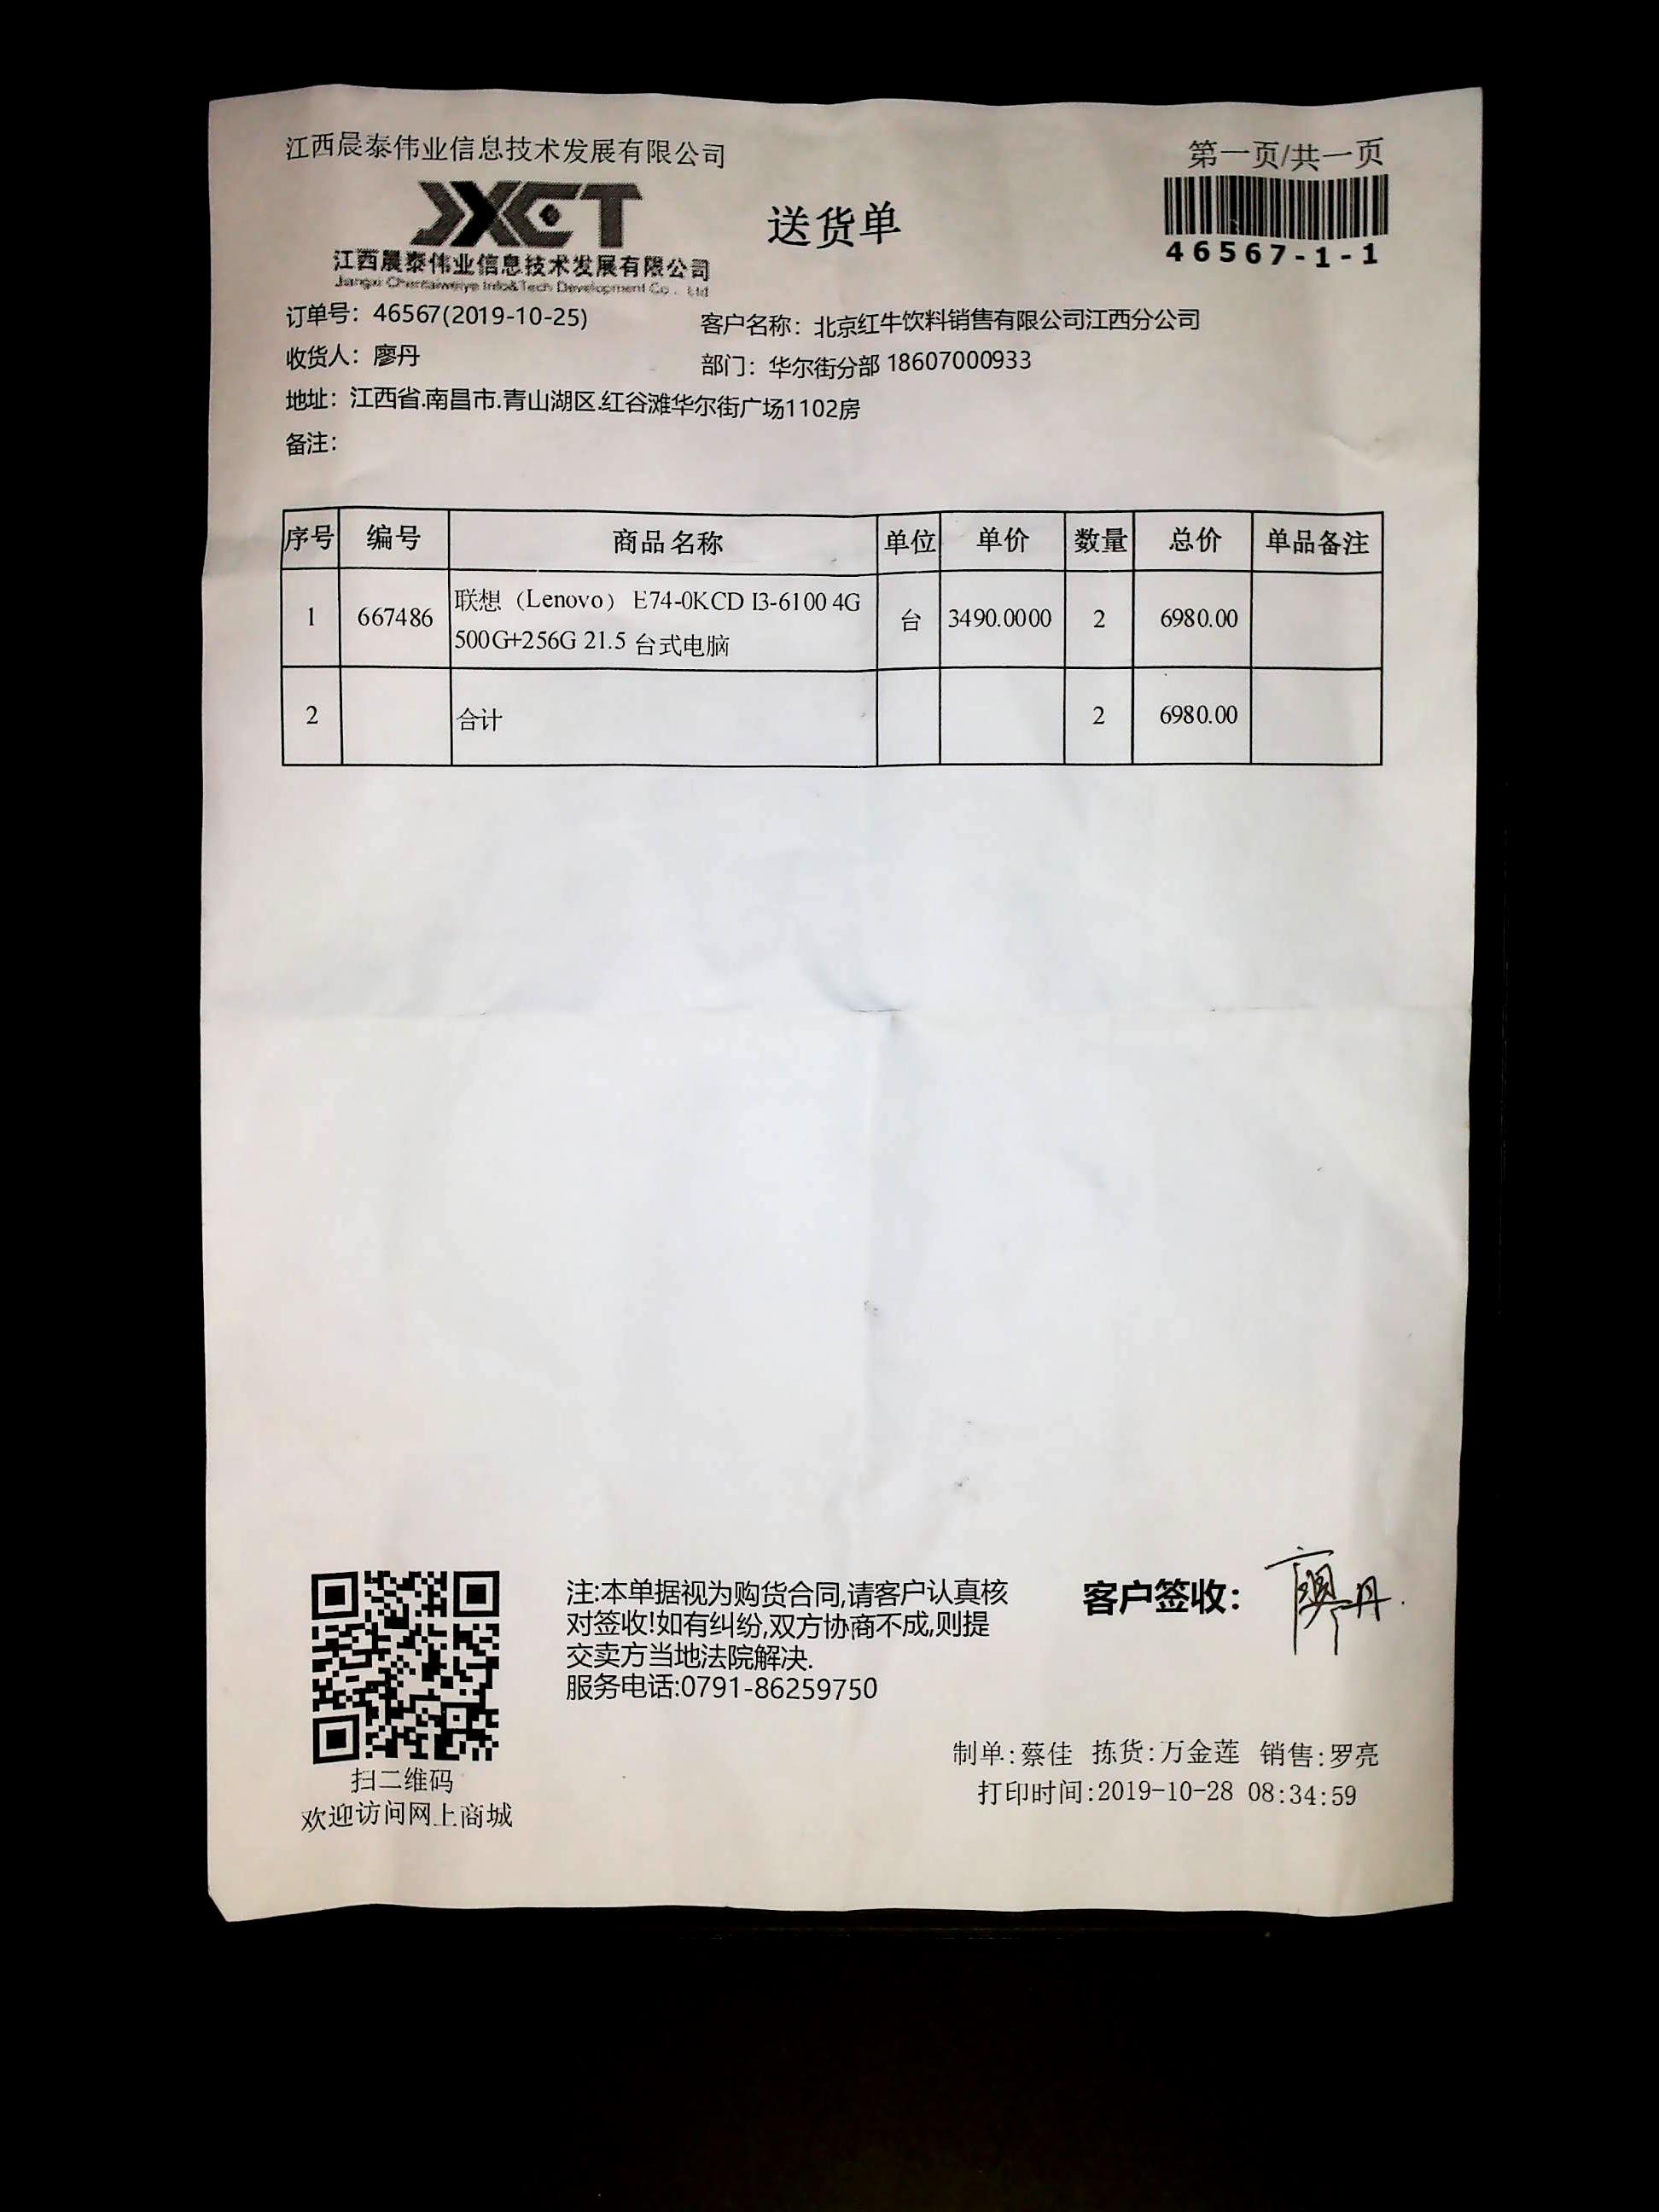 江西晨泰伟业信息技术发展有限公司
第一页/共一页
JXCT
江西晨泰伟业信息技术发展有限公司
Jiangxi Chentaiweiye Info&Tech Development Co., Ltd
送货单
46567-1-1
订单号：46567(2019-10-25)
客户名称：北京红牛饮料销售有限公司江西分公司
收货人：廖丹
部门：华尔街分部 18607000933
地址：江西省.南昌市.青山湖区.红谷滩华尔街广场1102房
备注：
序号 编号 商品名称 单位 单价 数量 总价 单品备注
1 667486 联想（Lenovo） E74-0KCD I3-6100 4G 台 3490.0000 2 6980.00
500G+256G 21.5 台式电脑
2 合计 2 6980.00
注:本单据视为购货合同,请客户认真核
对签收!如有纠纷,双方协商不成,则提
交卖方当地法院解决.
服务电话:0791-86259750
客户签收：廖丹.
扫二维码
欢迎访问网上商城
制单:蔡佳 拣货:万金莲 销售:罗亮
打印时间:2019-10-28 08:34:59